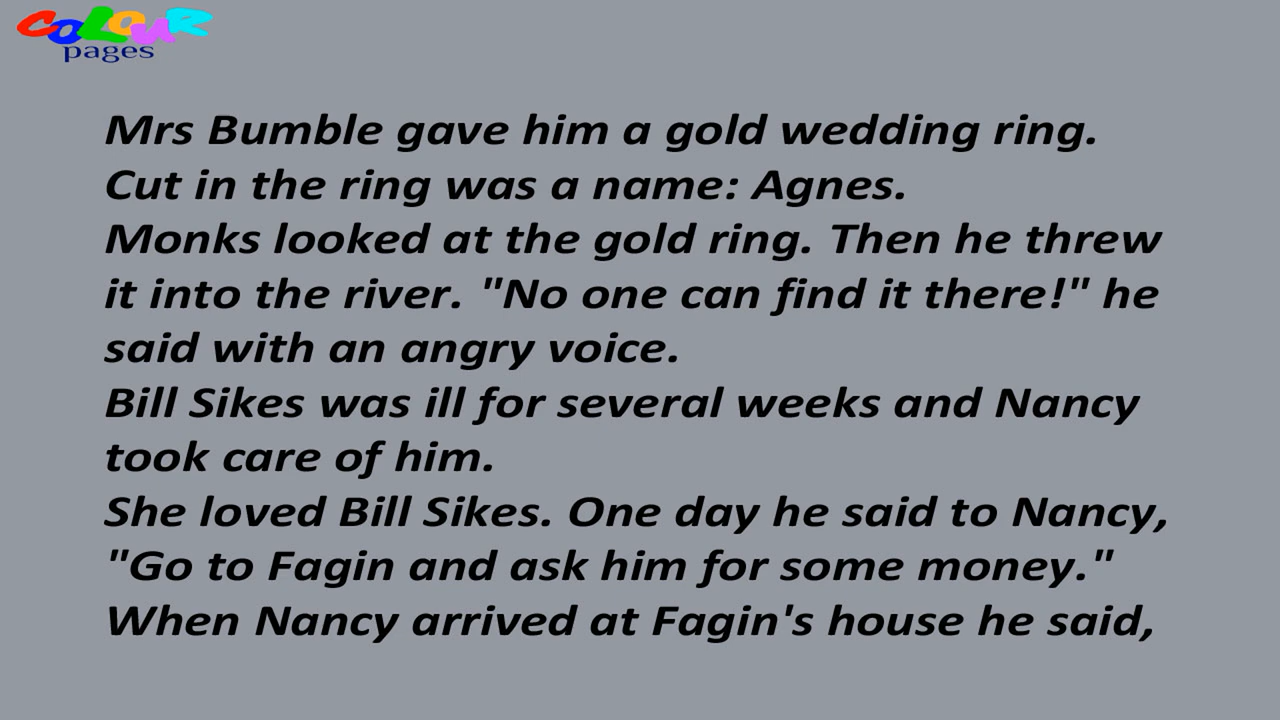 COLOUR
pages
Mrs Bumble gave him a gold wedding ring.
Cut in the ring was a name: Agnes.
Monks looked at the gold ring. Then he threw
it into the river. "No one can find it there!" he
said with an angry voice.
Bill Sikes was ill for several weeks and Nancy
took care of him.
She loved Bill Sikes. One day he said to Nancy,
"Go to Fagin and ask him for some money."
When Nancy arrived at Fagin's house he said,